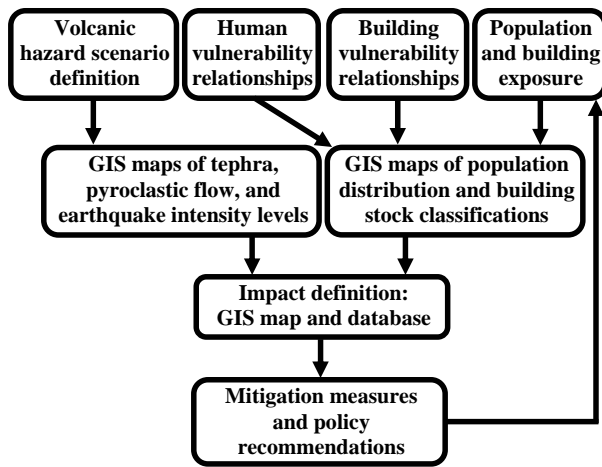 Volcanic
hazard scenario
definition
Human
vulnerability
relationships
Building
vulnerability
relationships
Population
and building
exposure
GIS maps of tephra,
pyroclastic flow, and
earthquake intensity levels
GIS maps of population
distribution and building
stock classifications
Impact definition:
GIS map and database
Mitigation measures
and policy
recommendations